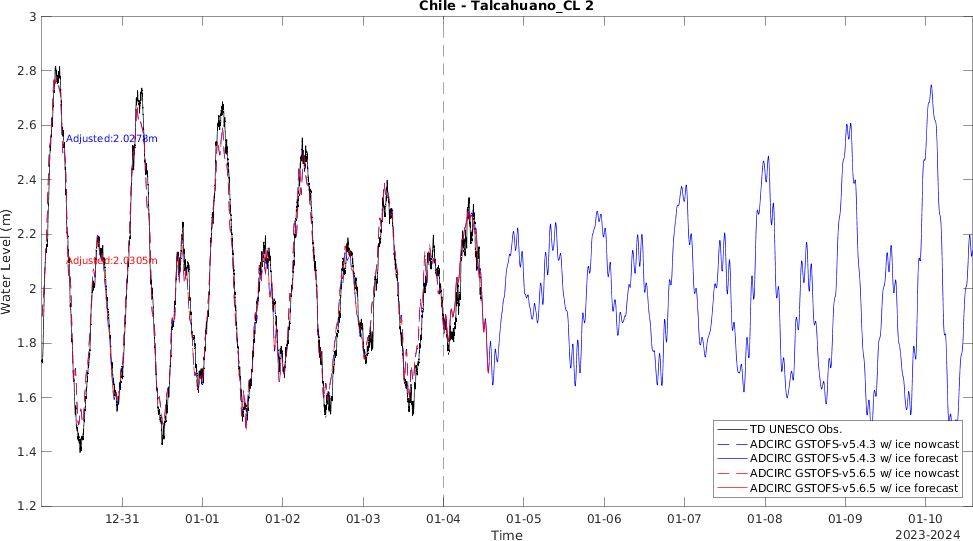 Chile - Talcahuano_CL 2
3
2.8
2.6
2.4
2.2
2
1.8
1.6
1.4
1.2
Water Level (m)
Adjusted:2.0278m
Adjusted:2.0305m
TD UNESCO Obs.
ADCIRC GSTOFS-v5.4.3 w/ ice nowcast
ADCIRC GSTOFS-v5.4.3 w/ ice forecast
ADCIRC GSTOFS-v5.6.5 w/ ice nowcast
ADCIRC GSTOFS-v5.6.5 w/ ice forecast
12-31 01-01 01-02 01-03 01-04 01-05 01-06 01-07 01-08 01-09 01-10
Time
2023-2024